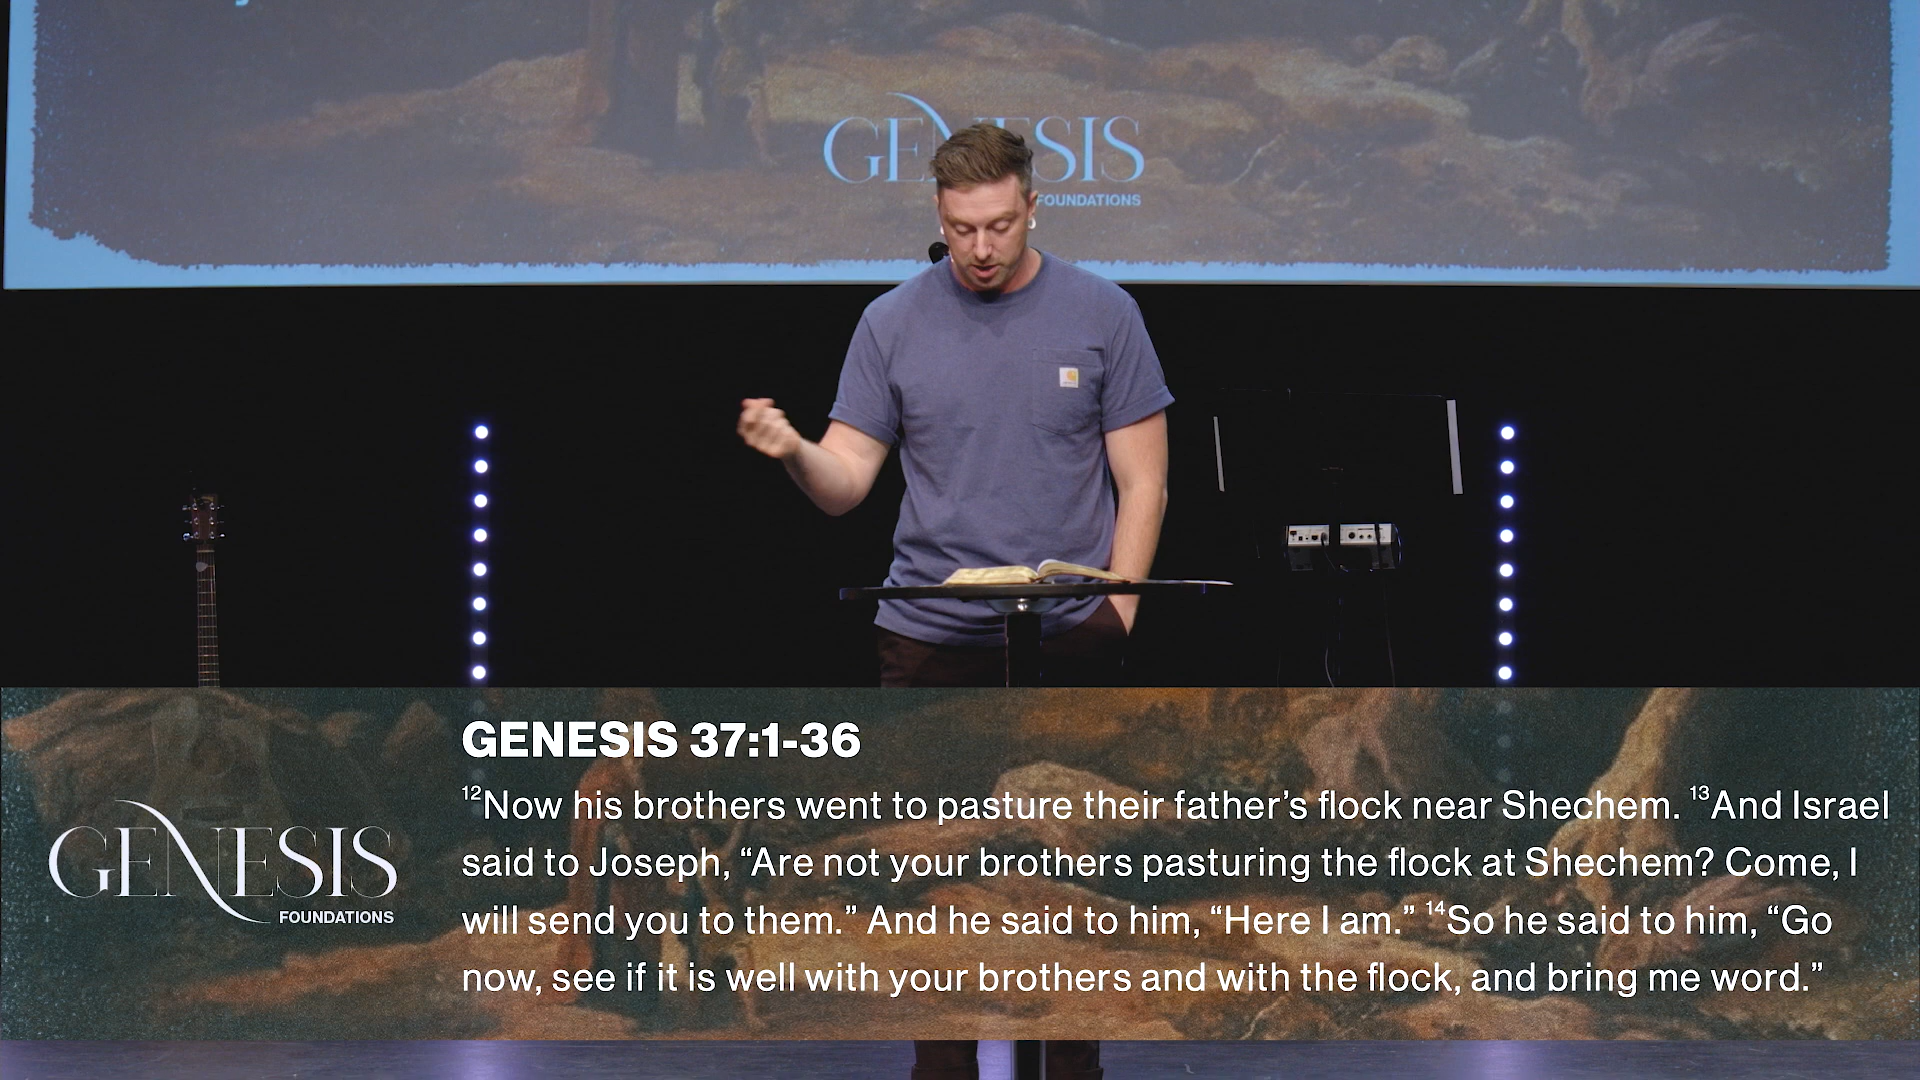 GENESIS
FOUNDATIONS
GENESIS 37:1-36
¹²Now his brothers went to pasture their father’s flock near Shechem. ¹³And Israel
said to Joseph, “Are not your brothers pasturing the flock at Shechem? Come, I
will send you to them.” And he said to him, “Here I am.” ¹⁴So he said to him, “Go
now, see if it is well with your brothers and with the flock, and bring me word.”
GENESIS
FOUNDATIONS